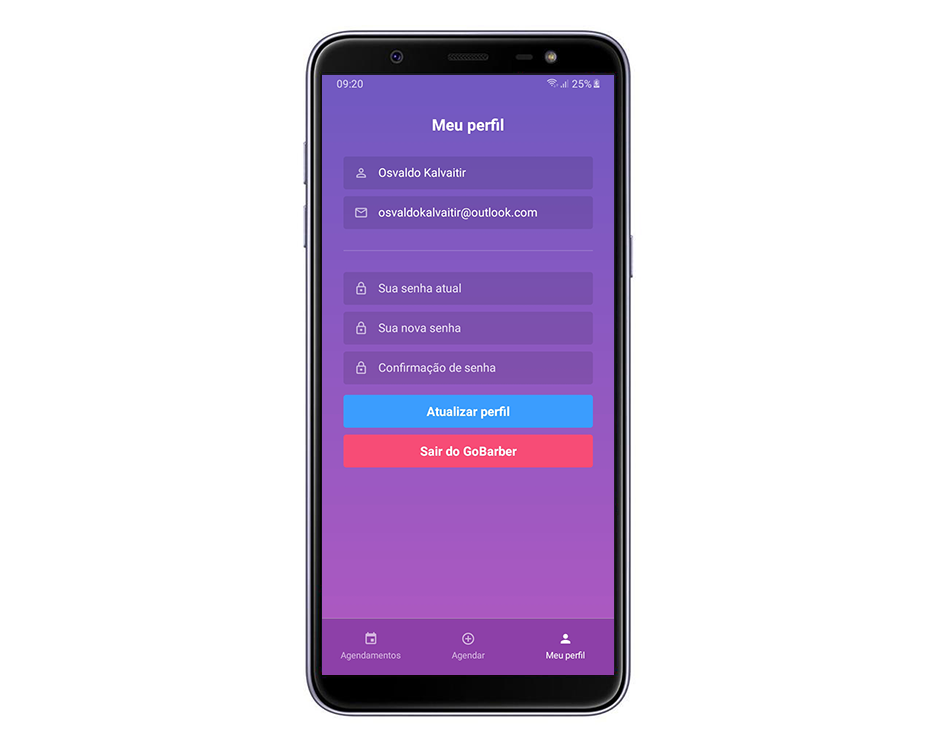 09:20 25%
Meu perfil
Osvaldo Kalvaitir
osvaldokalvaitir@outlook.com
Sua senha atual
Sua nova senha
Confirmação de senha
Atualizar perfil
Sair do GoBarber
Agendamentos Agendar Meu perfil